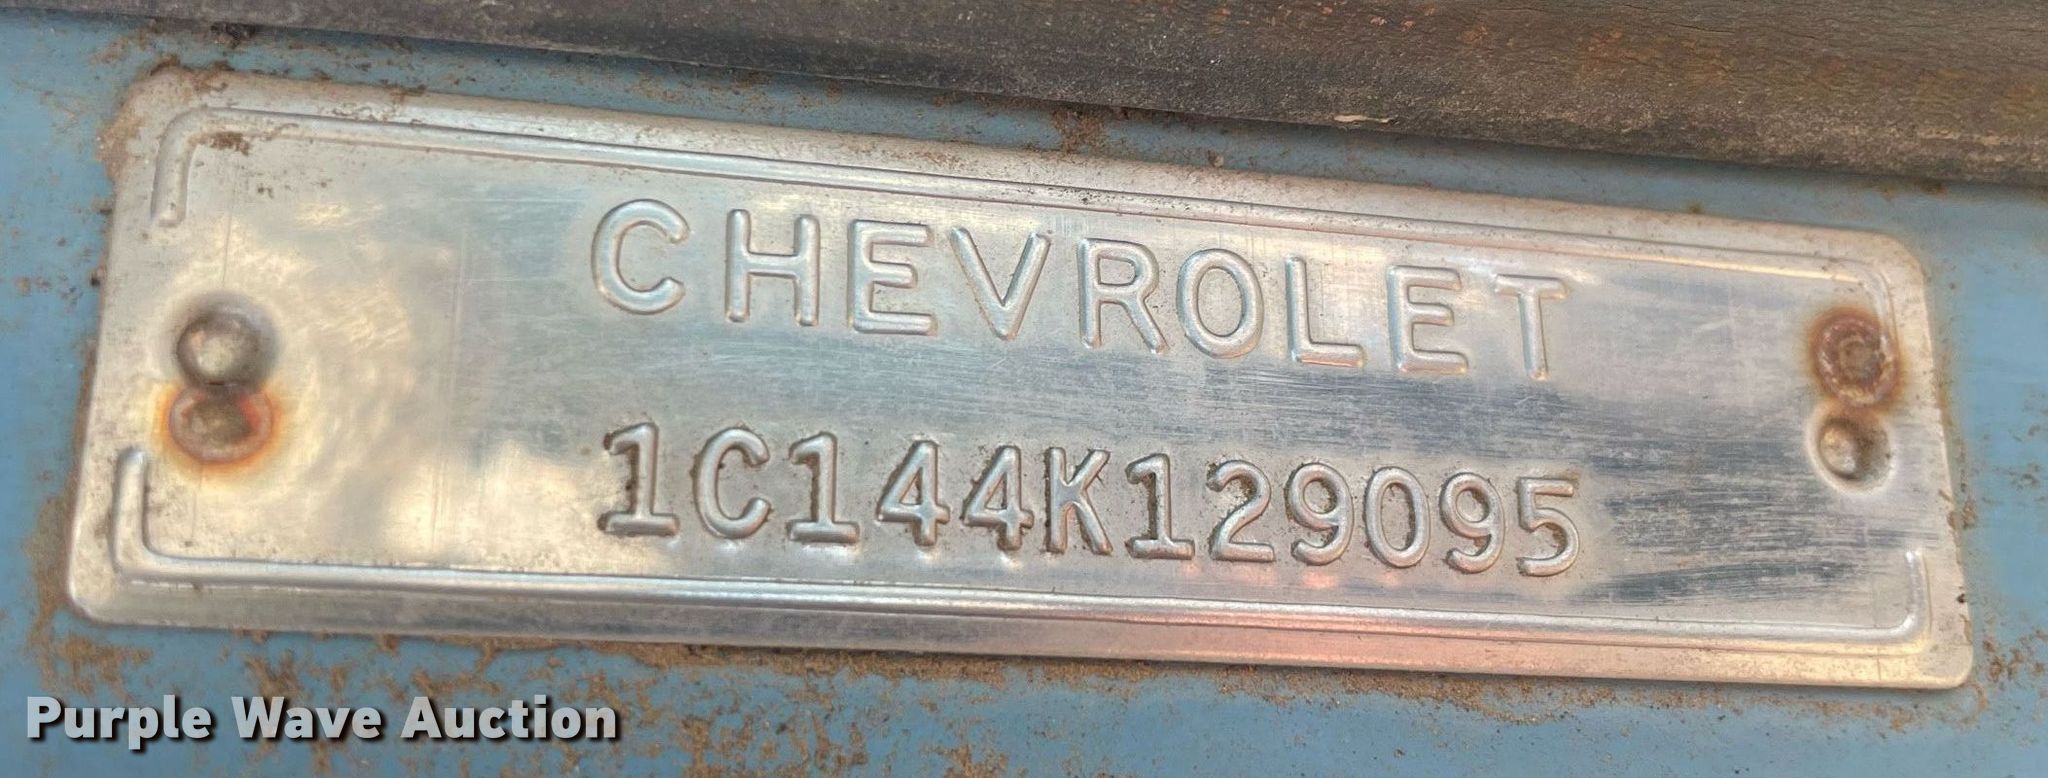 CHEVROLET
1C144K129095
Purple Wave Auction